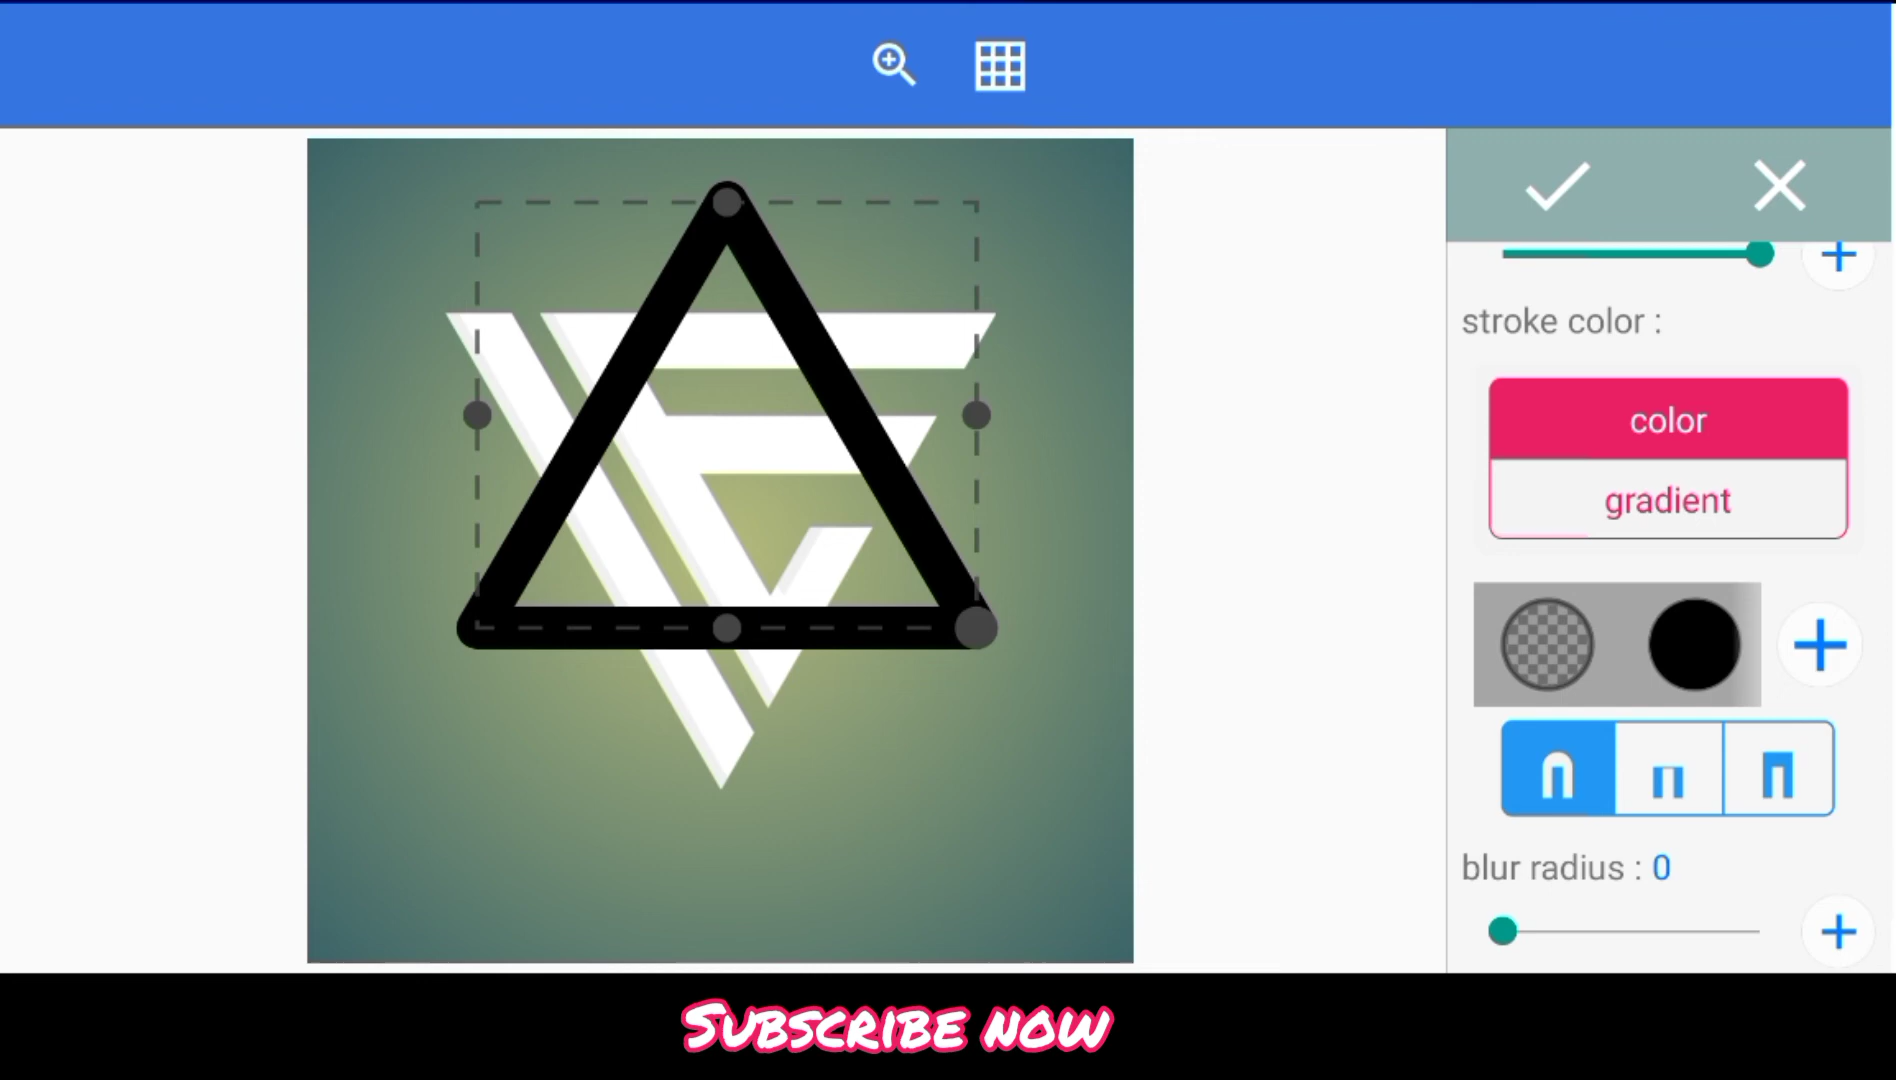 stroke color :
color
gradient
blur radius : 0
SUBSCRIBE NOW